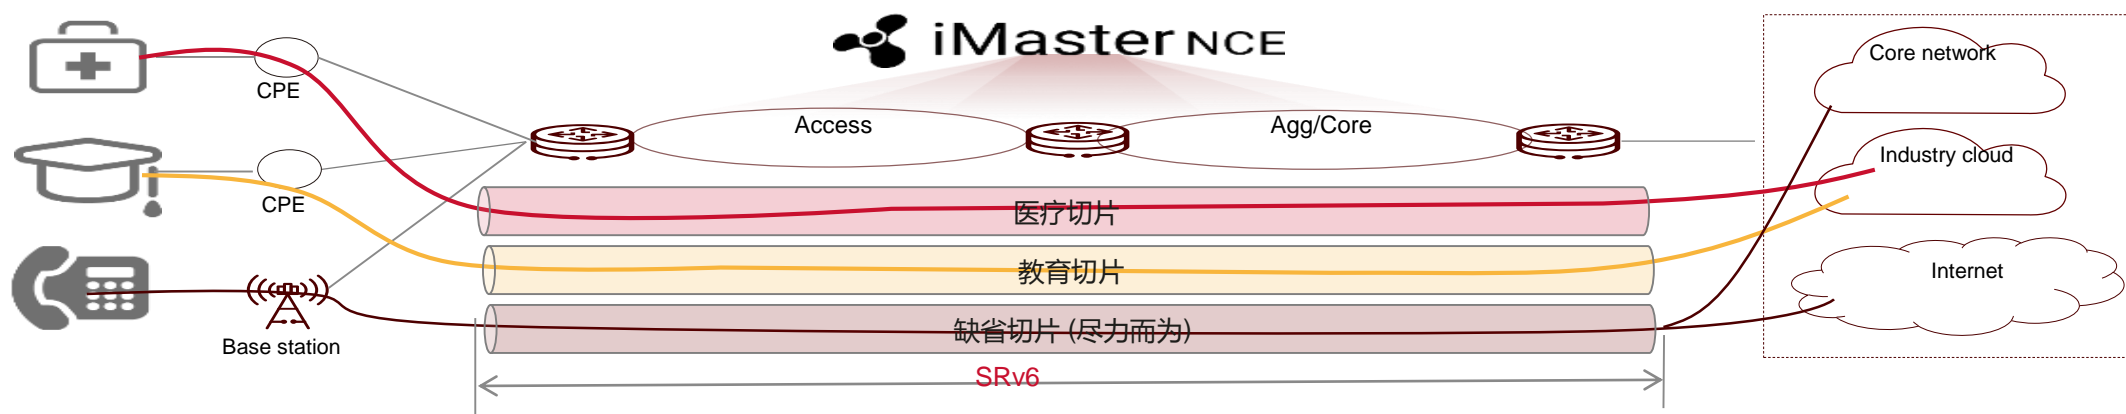 iMaster NCE
Core network
CPE
Access
Agg/Core
Industry cloud
CPE
医疗切片
教育切片
Internet
缺省切片 (尽力而为)
Base station
SRv6